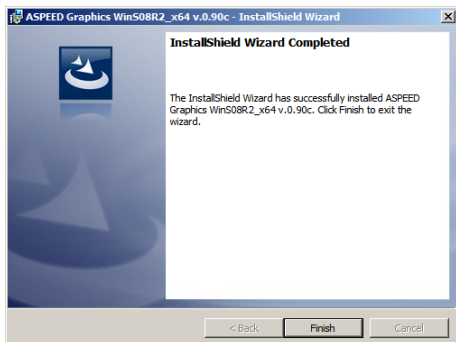 ASPEED Graphics WinS08R2_x64 v.0.90c - InstallShield Wizard
InstallShield Wizard Completed
The InstallShield Wizard has successfully installed ASPEED
Graphics WinS08R2_x64 v.0.90c. Click Finish to exit the
wizard.
< Back
Finish
Cancel